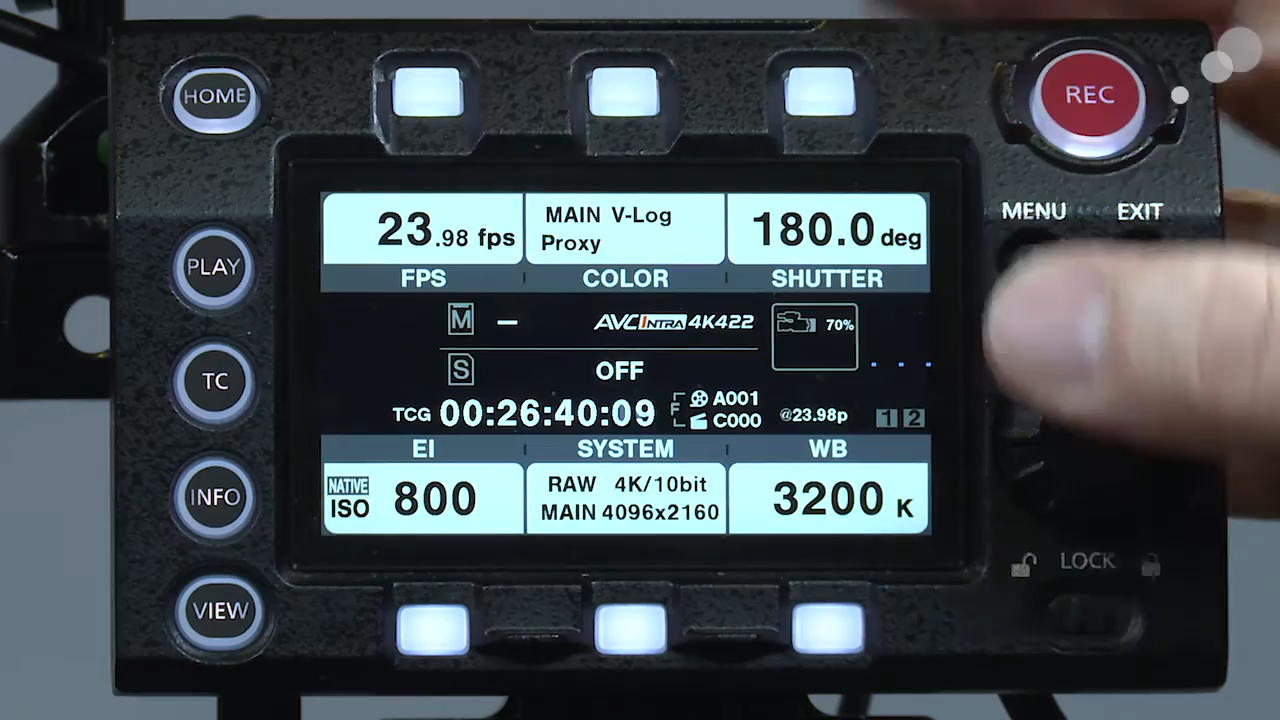 HOME
REC
MENU EXIT
23.98 fps
MAIN V-Log
Proxy
180.0 deg
FPS COLOR SHUTTER
PLAY
M – AVC INTRA 4K422
70%
S OFF
TC
TCG 00:26:40:09
F A001
C000
@23.98p
1 2
EI SYSTEM WB
INFO
NATIVE
ISO 800
RAW 4K/10bit
MAIN 4096x2160
3200 K
LOCK
VIEW